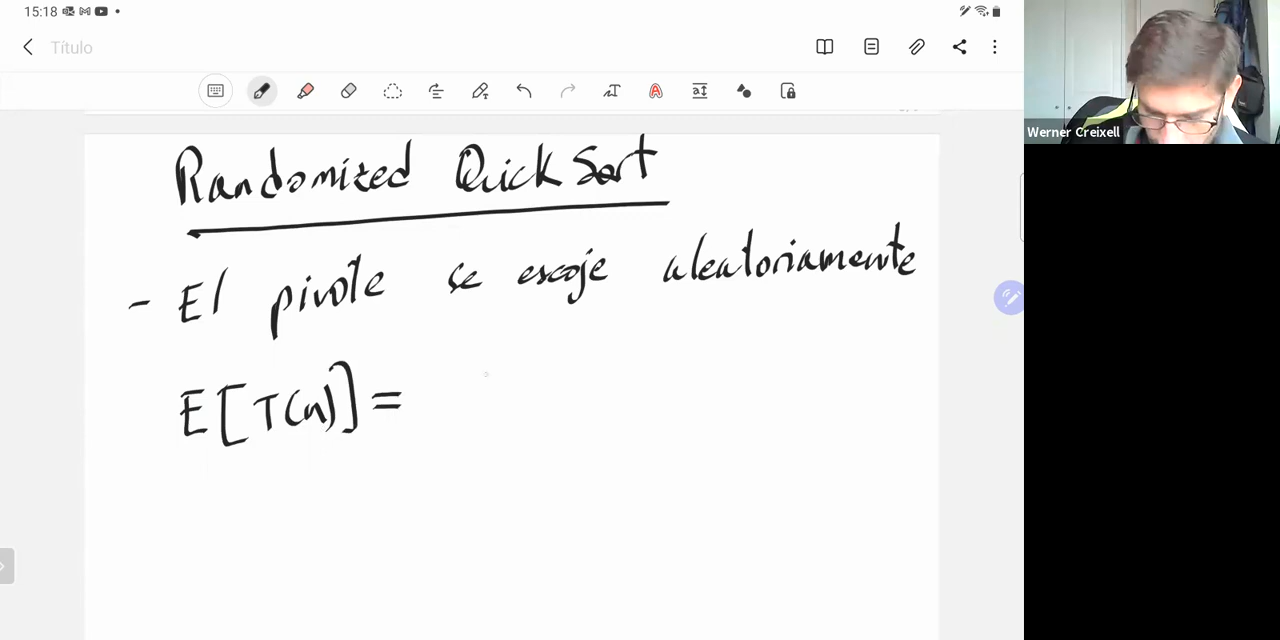 15:18
Título
Werner Creixell
Randomized QuickSort
- El pivote se escoje aleatoriamente
E[T(n)] =